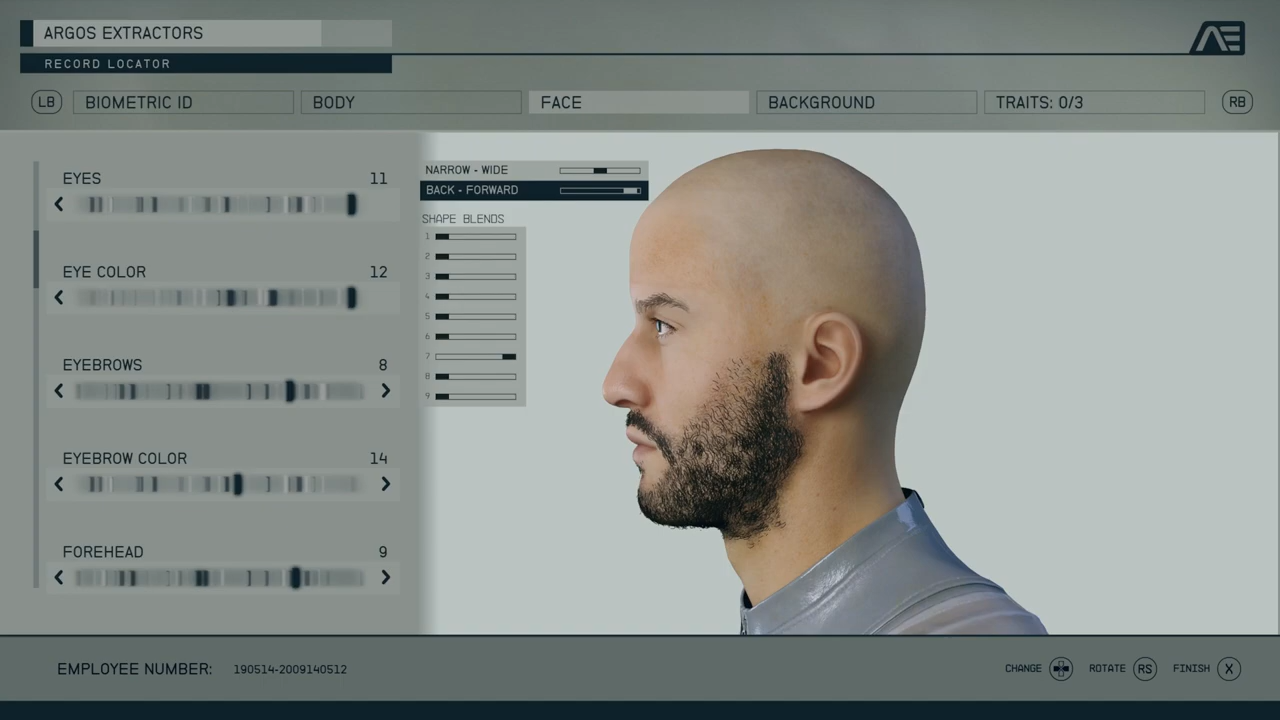 ARGOS EXTRACTORS
RECORD LOCATOR
AE
LB BIOMETRIC ID BODY FACE BACKGROUND TRAITS: 0/3 RB
EYES 11
EYE COLOR 12
EYEBROWS 8
EYEBROW COLOR 14
FOREHEAD 9
NARROW - WIDE
BACK - FORWARD
SHAPE BLENDS
1
2
3
4
5
6
7
8
9
EMPLOYEE NUMBER: 190514-2009140512
CHANGE ROTATE RS FINISH X